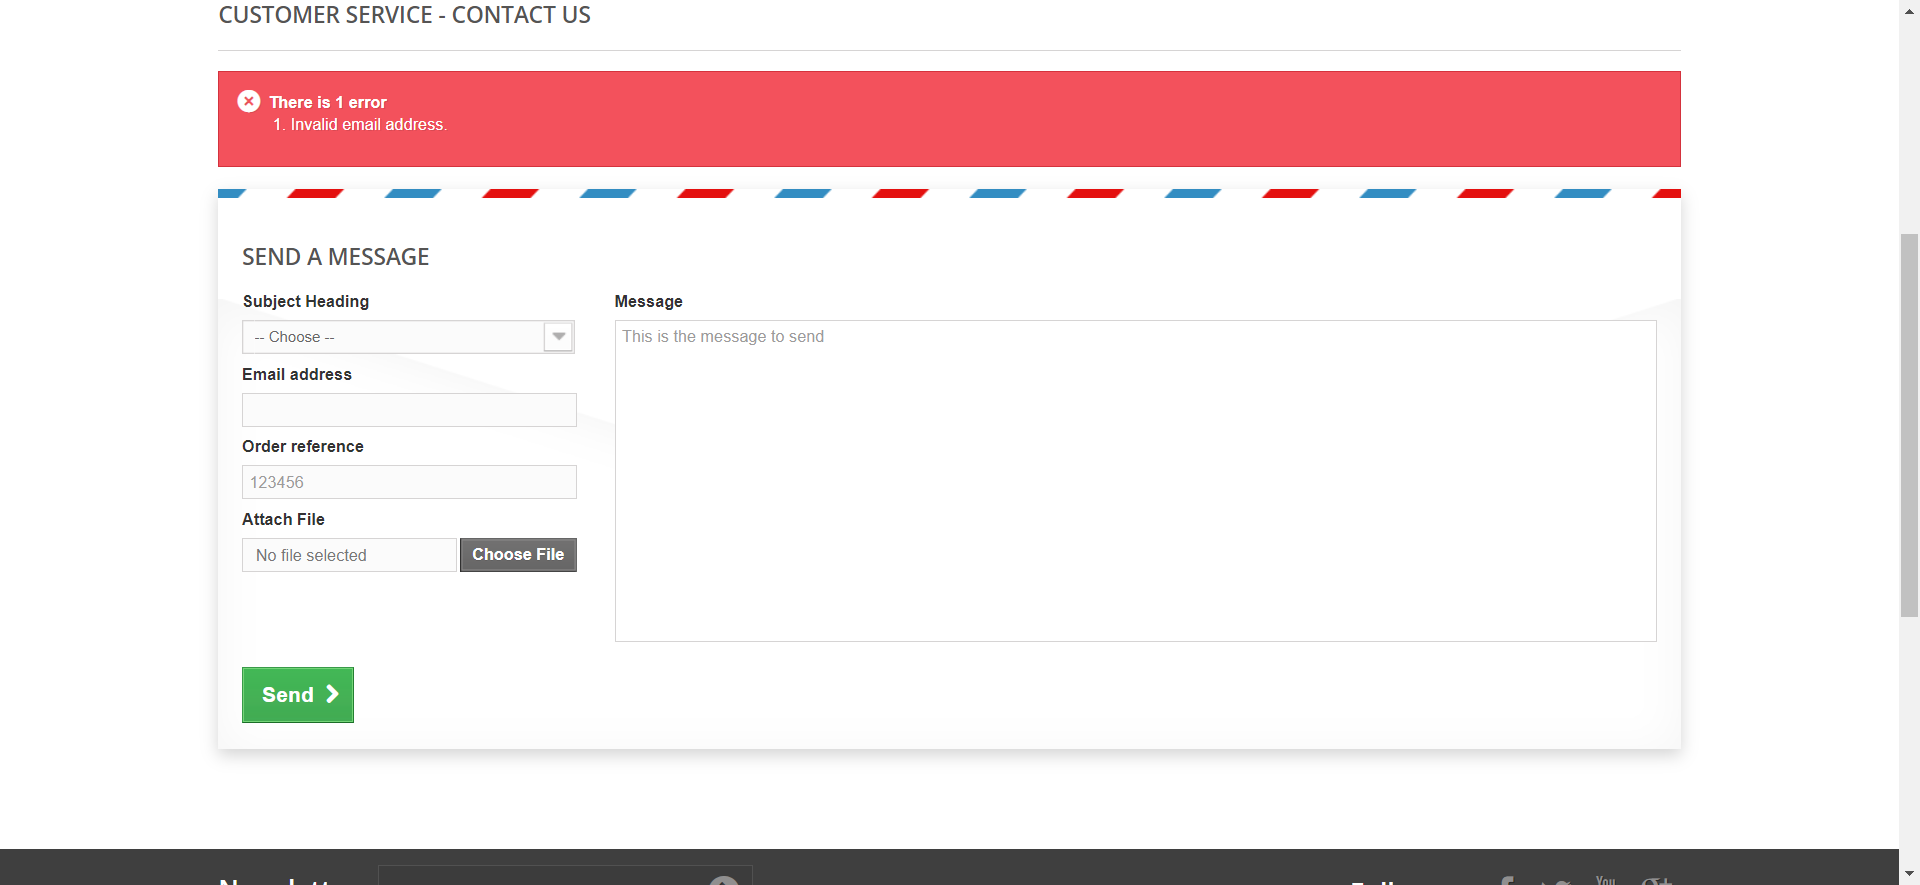 CUSTOMER SERVICE - CONTACT US
There is 1 error
1. Invalid email address.
SEND A MESSAGE
Subject Heading
-- Choose --
Email address
Order reference
123456
Attach File
No file selected
Choose File
Message
This is the message to send
Send
You